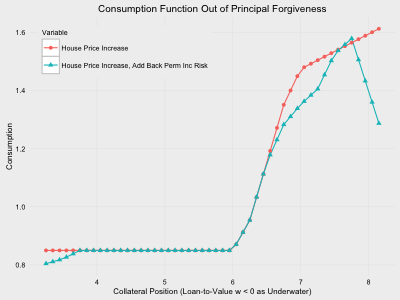 Consumption Function Out of Principal Forgiveness
Variable
House Price Increase
House Price Increase, Add Back Perm Inc Risk
Consumption
1.6
1.4
1.2
1.0
0.8
4
5
6
7
8
Collateral Position (Loan-to-Value w < 0 as Underwater)